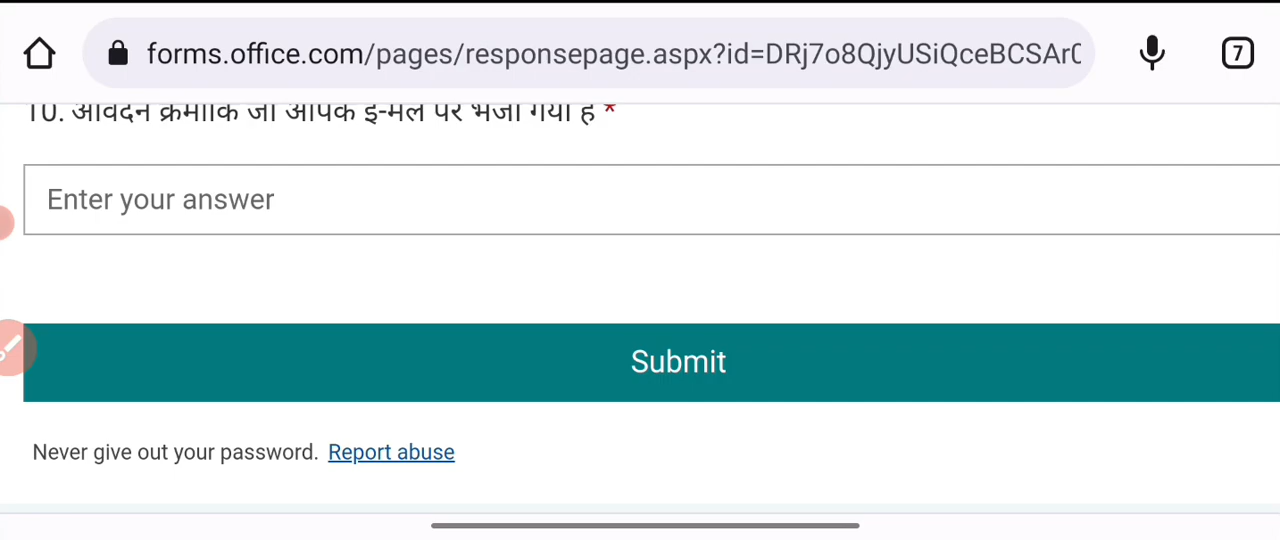 forms.office.com/pages/responsepage.aspx?id=DRj7o8QjyUSiQceBCSAr
7
10. आवेदन क्रमांक जो आपके ई-मेल पर भेजा गया है *
Enter your answer
Submit
Never give out your password. Report abuse